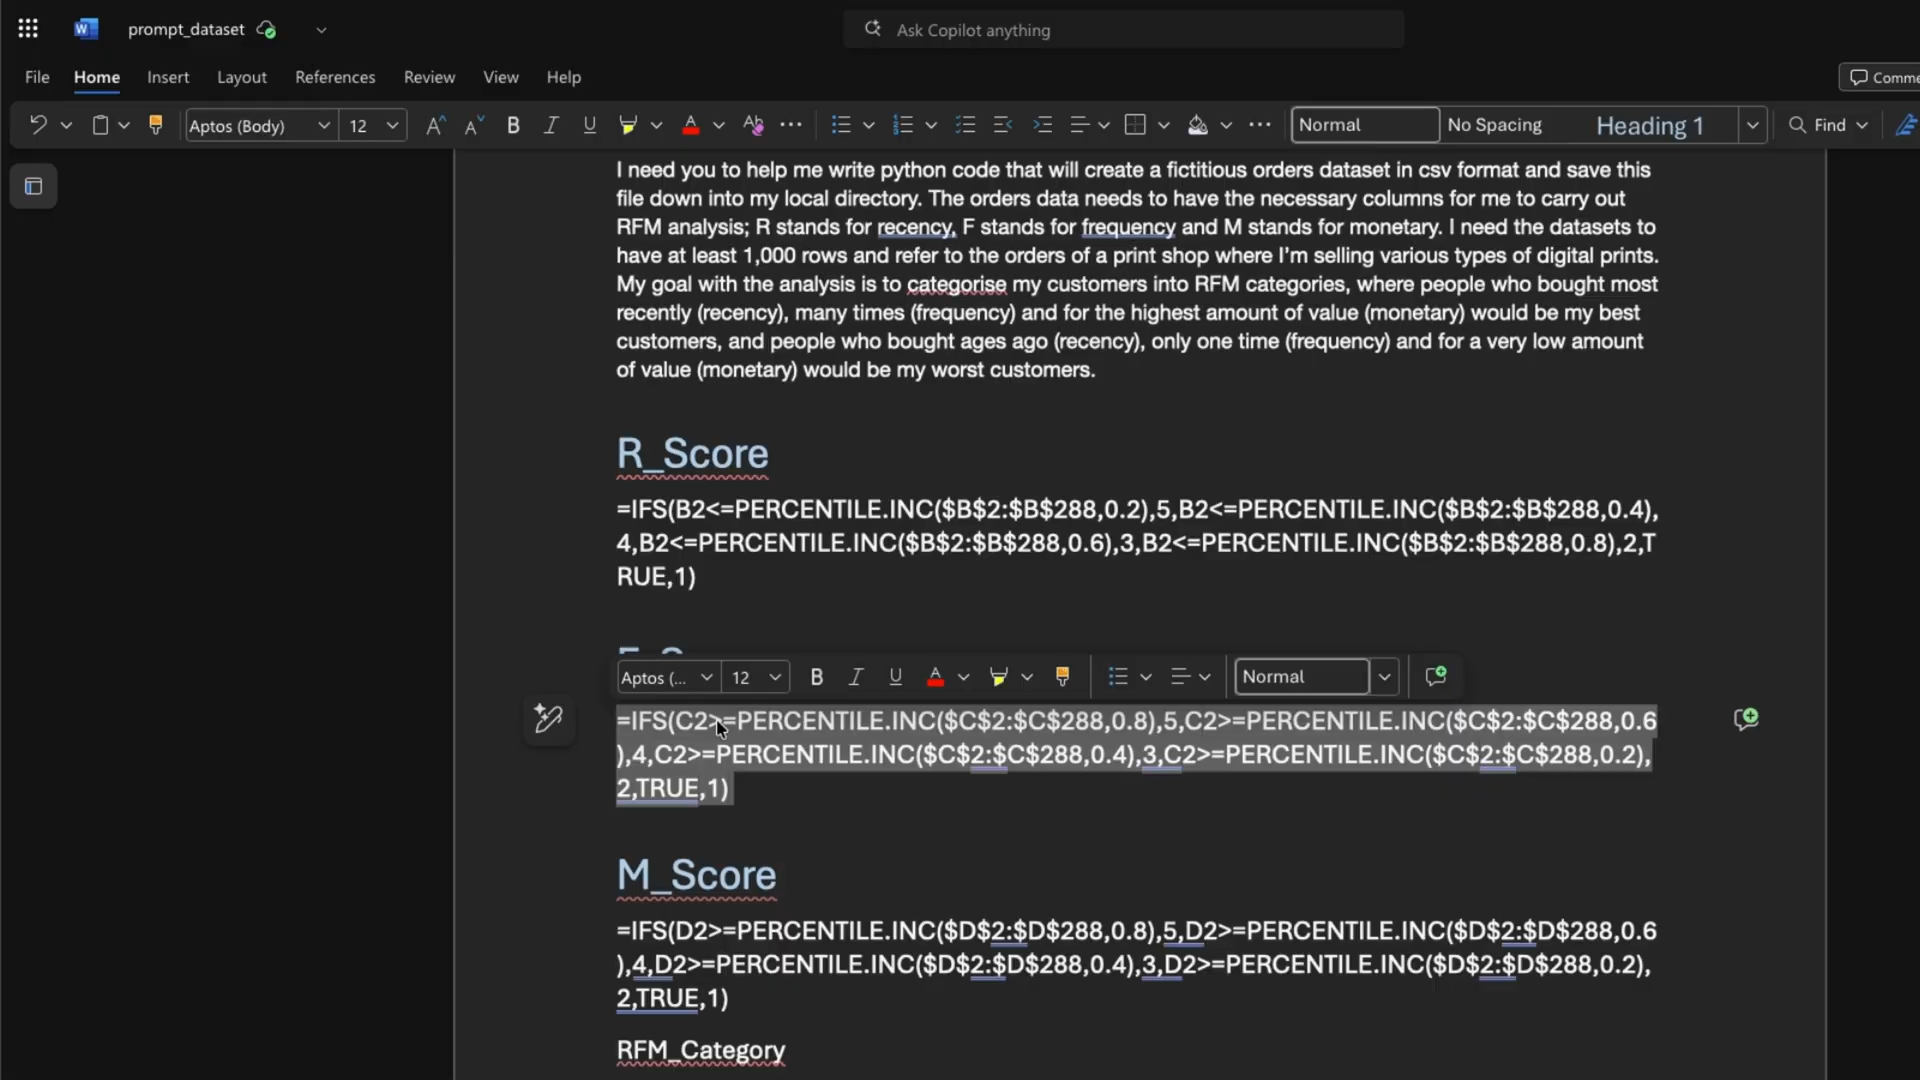 prompt_dataset
Ask Copilot anything
File Home Insert Layout References Review View Help
Aptos (Body) 12 Normal No Spacing Heading 1 Find
I need you to help me write python code that will create a fictitious orders dataset in csv format and save this
file down into my local directory. The orders data needs to have the necessary columns for me to carry out
RFM analysis; R stands for recency, F stands for frequency and M stands for monetary. I need the datasets to
have at least 1,000 rows and refer to the orders of a print shop where I'm selling various types of digital prints.
My goal with the analysis is to categorise my customers into RFM categories, where people who bought most
recently (recency), many times (frequency) and for the highest amount of value (monetary) would be my best
customers, and people who bought ages ago (recency), only one time (frequency) and for a very low amount
of value (monetary) would be my worst customers.
R_Score
=IFS(B2<=PERCENTILE.INC($B$2:$B$288,0.2),5,B2<=PERCENTILE.INC($B$2:$B$288,0.4),
4,B2<=PERCENTILE.INC($B$2:$B$288,0.6),3,B2<=PERCENTILE.INC($B$2:$B$288,0.8),2,T
RUE,1)
Aptos (... 12 Normal
=IFS(C2>=PERCENTILE.INC($C$2:$C$288,0.8),5,C2>=PERCENTILE.INC($C$2:$C$288,0.6
),4,C2>=PERCENTILE.INC($C$2:$C$288,0.4),3,C2>=PERCENTILE.INC($C$2:$C$288,0.2),
2,TRUE,1)
M_Score
=IFS(D2>=PERCENTILE.INC($D$2:$D$288,0.8),5,D2>=PERCENTILE.INC($D$2:$D$288,0.6
),4,D2>=PERCENTILE.INC($D$2:$D$288,0.4),3,D2>=PERCENTILE.INC($D$2:$D$288,0.2),
2,TRUE,1)
RFM_Category